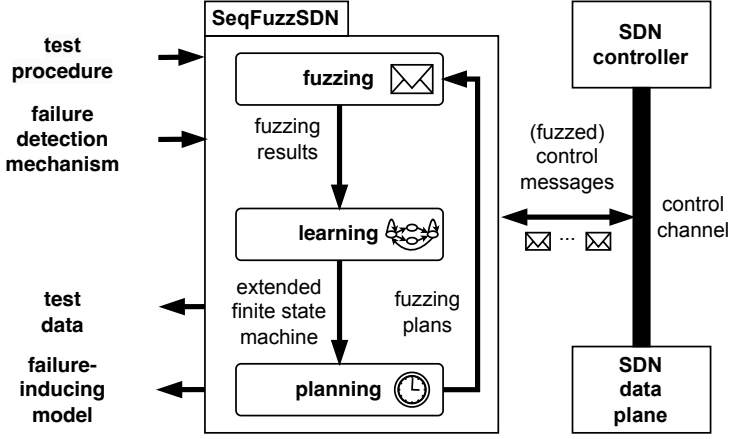 SeqFuzzSDN
test
procedure
failure
detection
mechanism
test
data
failure-
inducing
model
fuzzing
fuzzing
results
learning
extended
finite state
machine
fuzzing
plans
planning
(fuzzed)
control
messages
...
SDN
controller
control
channel
SDN
data
plane